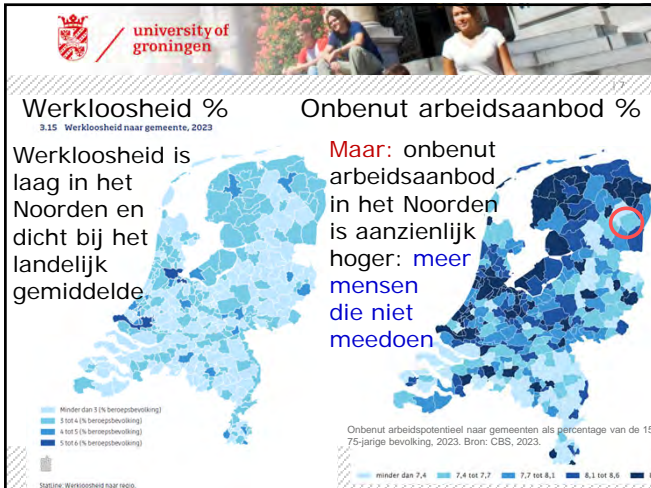 university of
groningen
| 7
Werkloosheid %
3.15 Werkloosheid naar gemeente, 2023
Werkloosheid is
laag in het
Noorden en
dicht bij het
landelijk
gemiddelde
Minder dan 3 (% beroepsbevolking)
3 tot 4 (% beroepsbevolking)
4 tot 5 (% beroepsbevolking)
5 tot 6 (% beroepsbevolking)
StatLine: Werkloosheid naar regio.
Onbenut arbeidsaanbod %
Maar: onbenut
arbeidsaanbod
in het Noorden
is aanzienlijk
hoger: meer
mensen
die niet
meedoen
Onbenut arbeidspotentieel naar gemeenten als percentage van de 15
75-jarige bevolking, 2023. Bron: CBS, 2023.
minder dan 7,4
7,4 tot 7,7
7,7 tot 8,1
8,1 tot 8,6